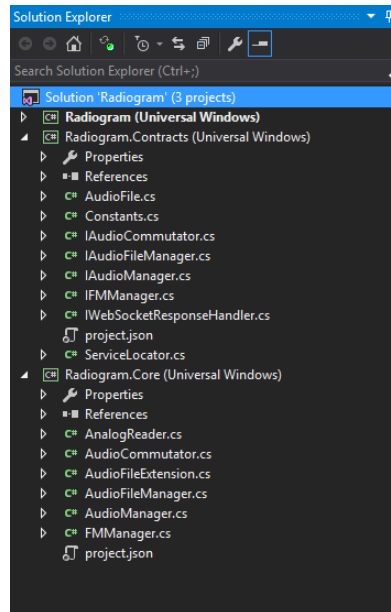 Solution Explorer
Search Solution Explorer (Ctrl+;)
Solution 'Radiogram' (3 projects)
C# Radiogram (Universal Windows)
C# Radiogram.Contracts (Universal Windows)
Properties
References
C# AudioFile.cs
C# Constants.cs
C# IAudioCommutator.cs
C# IAudioFileManager.cs
C# IAudioManager.cs
C# IFMManager.cs
C# IWebSocketResponseHandler.cs
project.json
C# ServiceLocator.cs
C# Radiogram.Core (Universal Windows)
Properties
References
C# AnalogReader.cs
C# AudioCommutator.cs
C# AudioFileExtension.cs
C# AudioFileManager.cs
C# AudioManager.cs
C# FMManager.cs
project.json